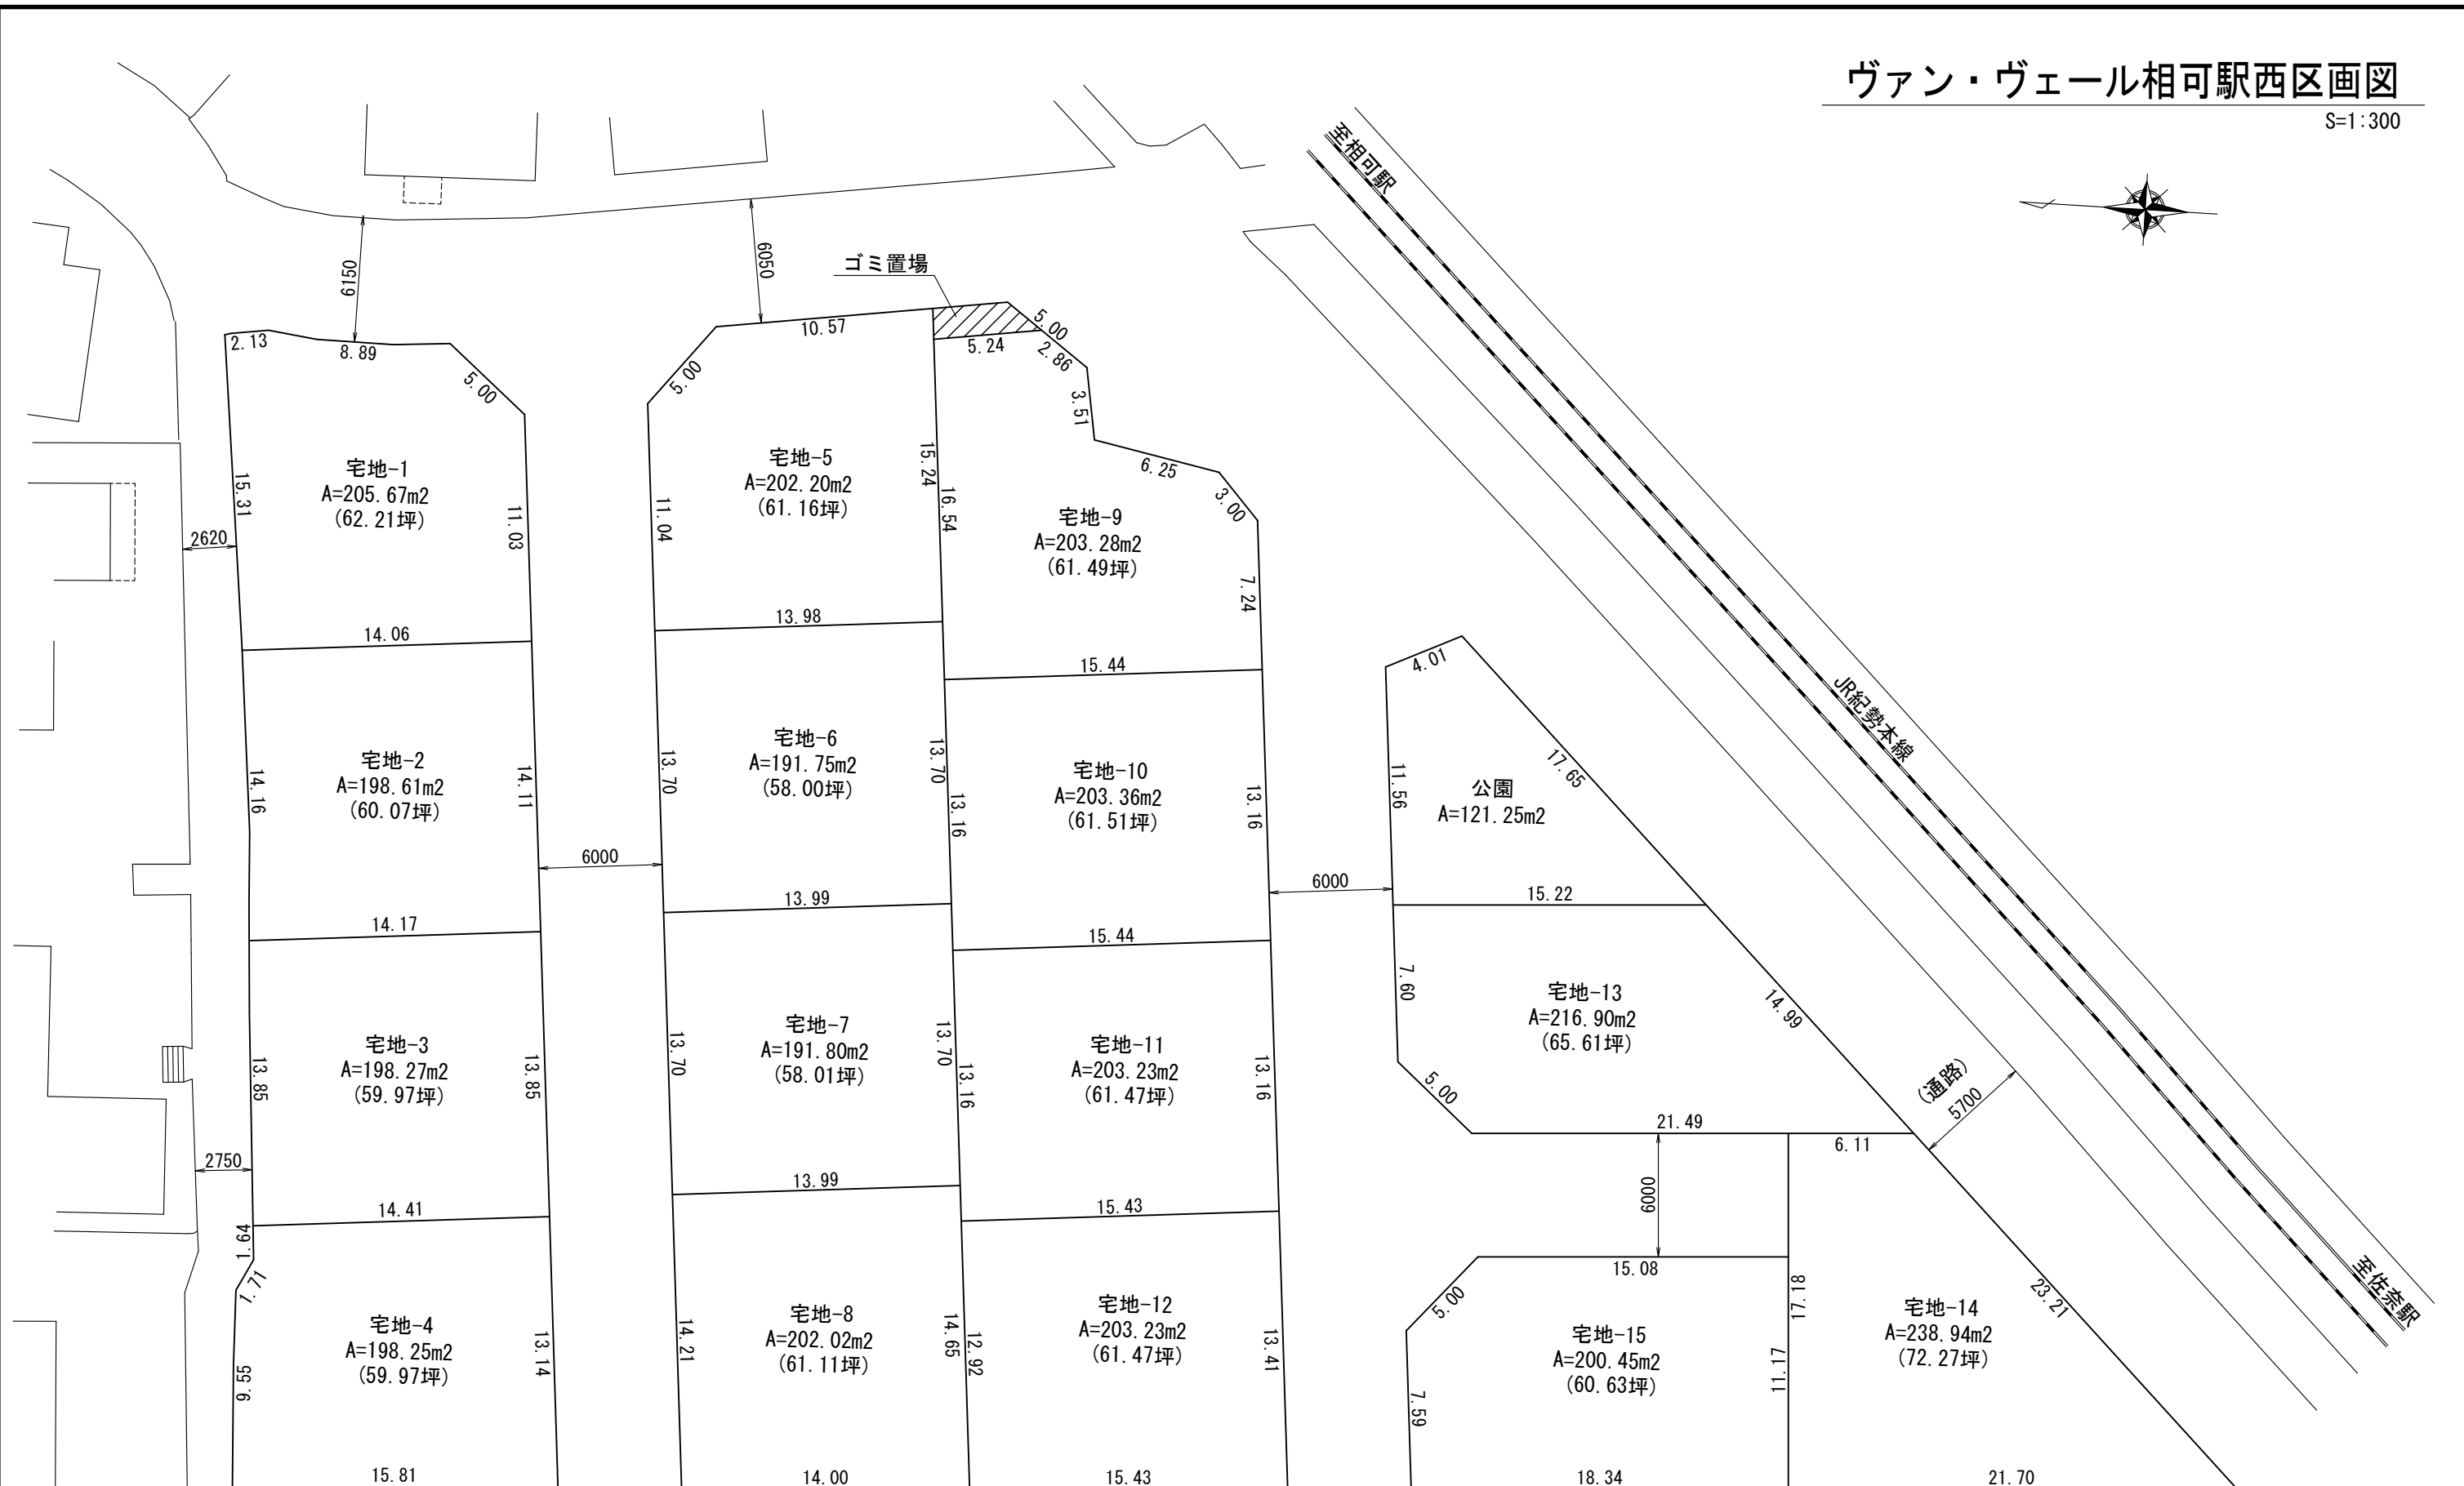 ヴァン・ヴェール相可駅西区画図
S=1:300
至相可駅
JR紀勢本線
至佐奈駅
(通路)
5700
6150
6050
ゴミ置場
2620
2750
6000
6000
6000
2.13
8.89
5.00
15.31
11.03
宅地-1
A=205.67m2
(62.21坪)
14.06
14.16
14.11
宅地-2
A=198.61m2
(60.07坪)
14.17
13.85
13.85
宅地-3
A=198.27m2
(59.97坪)
14.41
1.64
1.71
9.55
13.14
宅地-4
A=198.25m2
(59.97坪)
15.81
10.57
5.00
11.04
15.24
宅地-5
A=202.20m2
(61.16坪)
13.98
13.70
13.70
宅地-6
A=191.75m2
(58.00坪)
13.99
13.70
13.70
宅地-7
A=191.80m2
(58.01坪)
13.99
14.21
14.65
宅地-8
A=202.02m2
(61.11坪)
14.00
5.00
5.24
2.86
3.51
6.25
3.00
16.54
7.24
宅地-9
A=203.28m2
(61.49坪)
15.44
13.16
13.16
宅地-10
A=203.36m2
(61.51坪)
15.44
13.16
13.16
宅地-11
A=203.23m2
(61.47坪)
15.43
12.92
13.41
宅地-12
A=203.23m2
(61.47坪)
15.43
4.01
17.65
11.56
公園
A=121.25m2
15.22
7.60
14.99
宅地-13
A=216.90m2
(65.61坪)
5.00
21.49
6.11
17.18
23.21
宅地-14
A=238.94m2
(72.27坪)
21.70
15.08
5.00
11.17
7.59
宅地-15
A=200.45m2
(60.63坪)
18.34